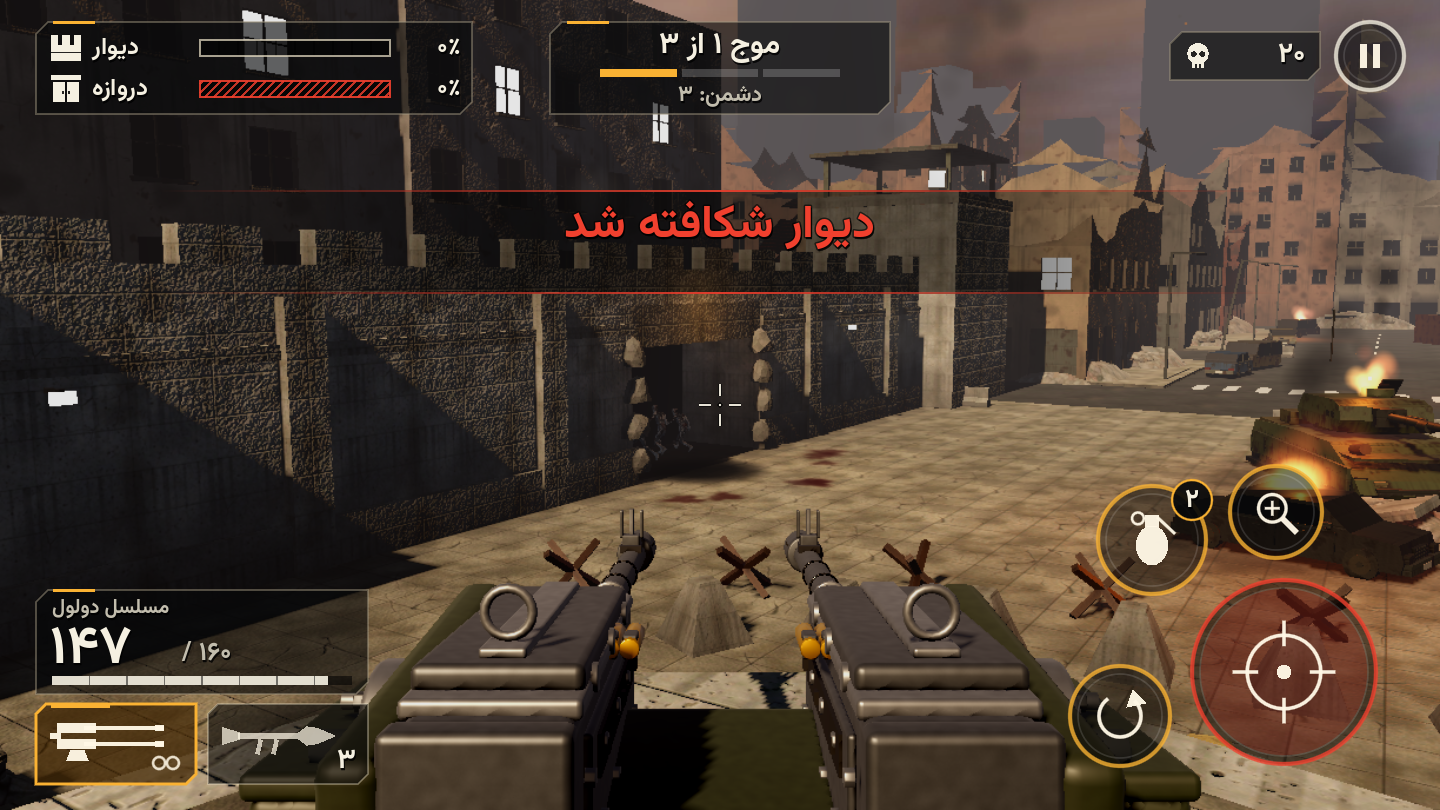 دیوار ۰٪
دروازه ۰٪
موج ۱ از ۳
دشمن: ۳
۲۰
دیوار شکافته شد
۲
مسلسل دولول
۱۴۷ / ۱۶۰
∞
۳